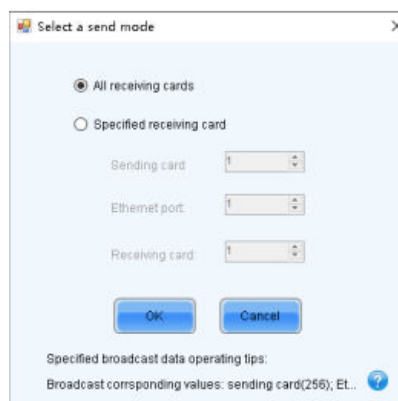 Select a send mode
All receiving cards
Specified receiving card
Sending card 1
Ethernet port: 1
Receiving card: 1
OK Cancel
Specified broadcast data operating tips:
Broadcast corrsponding values: sending card(256); Et...